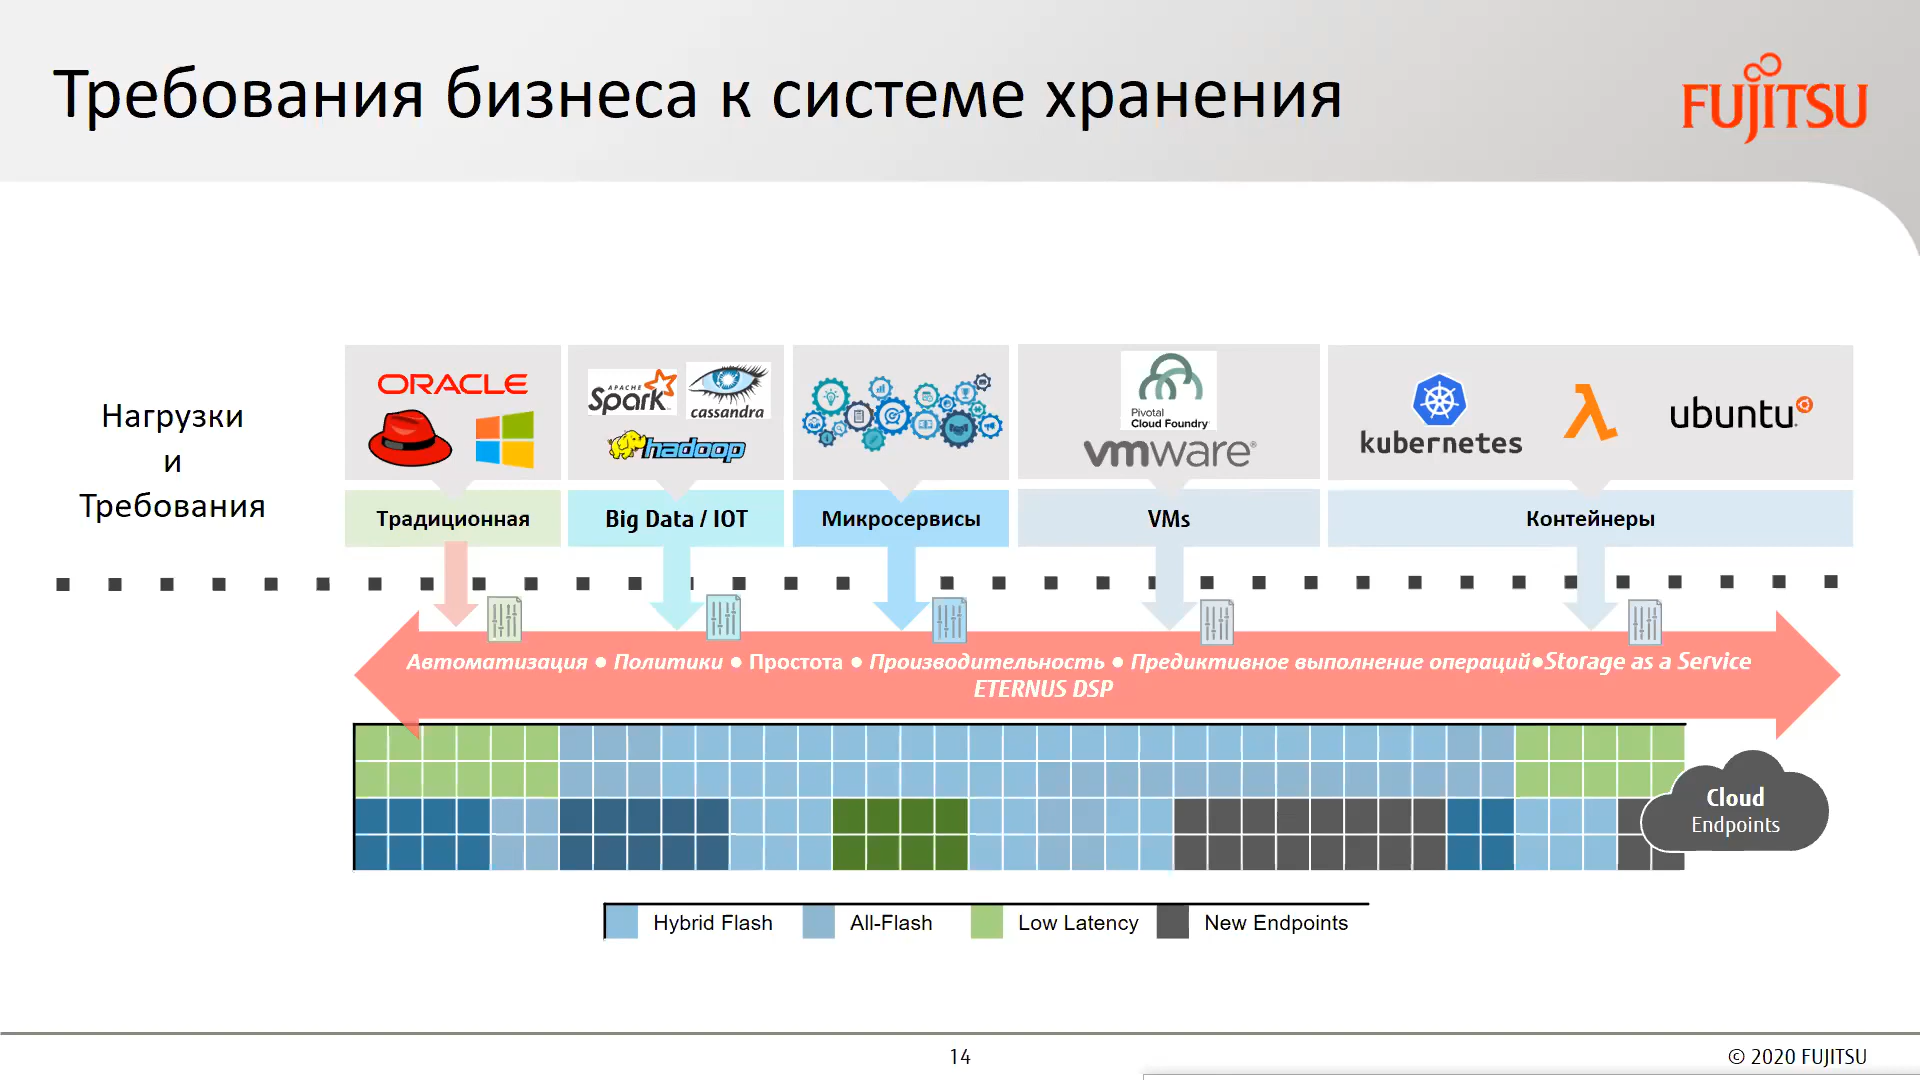 Требования бизнеса к системе хранения
FUJITSU
Нагрузки
и
Требования
ORACLE
APACHE
Spark
cassandra
hadoop
Pivotal
Cloud Foundry
vmware®
kubernetes
ubuntu
Традиционная
Big Data / IOT
Микросервисы
VMs
Контейнеры
Автоматизация ● Политики ● Простота ● Производительность ● Предиктивное выполнение операций●Storage as a Service
ETERNUS DSP
Cloud
Endpoints
Hybrid Flash
All-Flash
Low Latency
New Endpoints
14
© 2020 FUJITSU